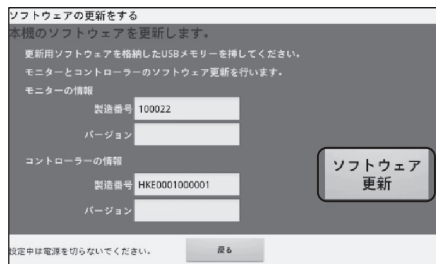 ソフトウェアの更新をする
本機のソフトウェアを更新します。
更新用ソフトウェアを格納したUSBメモリーを挿してください。
モニターとコントローラーのソフトウェア更新を行います。
モニターの情報
製造番号 100022
バージョン
コントローラーの情報
製造番号 HKE0001000001
バージョン
ソフトウェア
更新
設定中は電源を切らないでください。 戻る